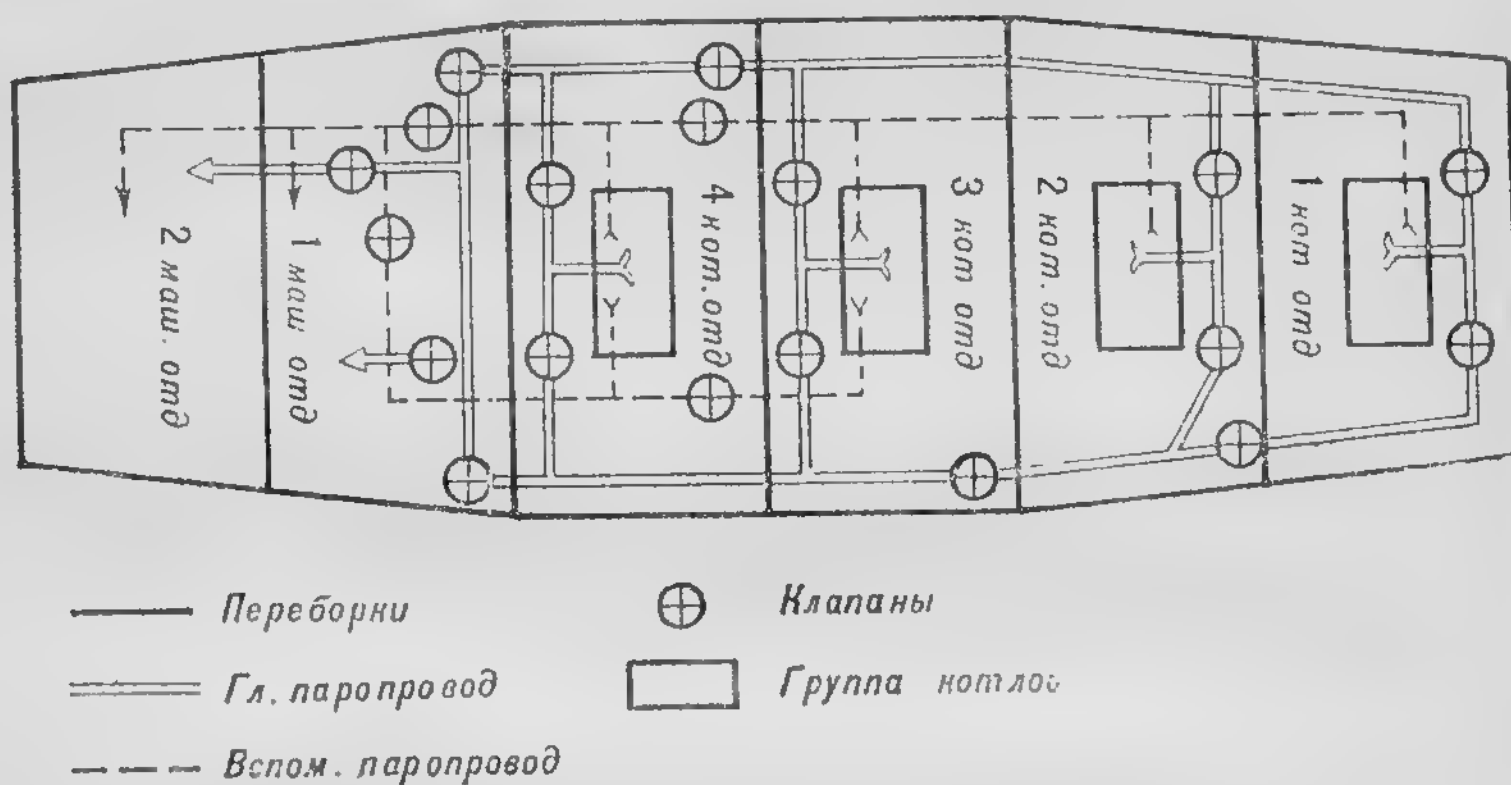 2 маш. отд
1 маш отд
4 кот. отд
3 кот отд
2 кот. отд
1 кот отд
Переборки
Клапаны
Гл. паропровод
Группа котлов
Вспом. паропровод